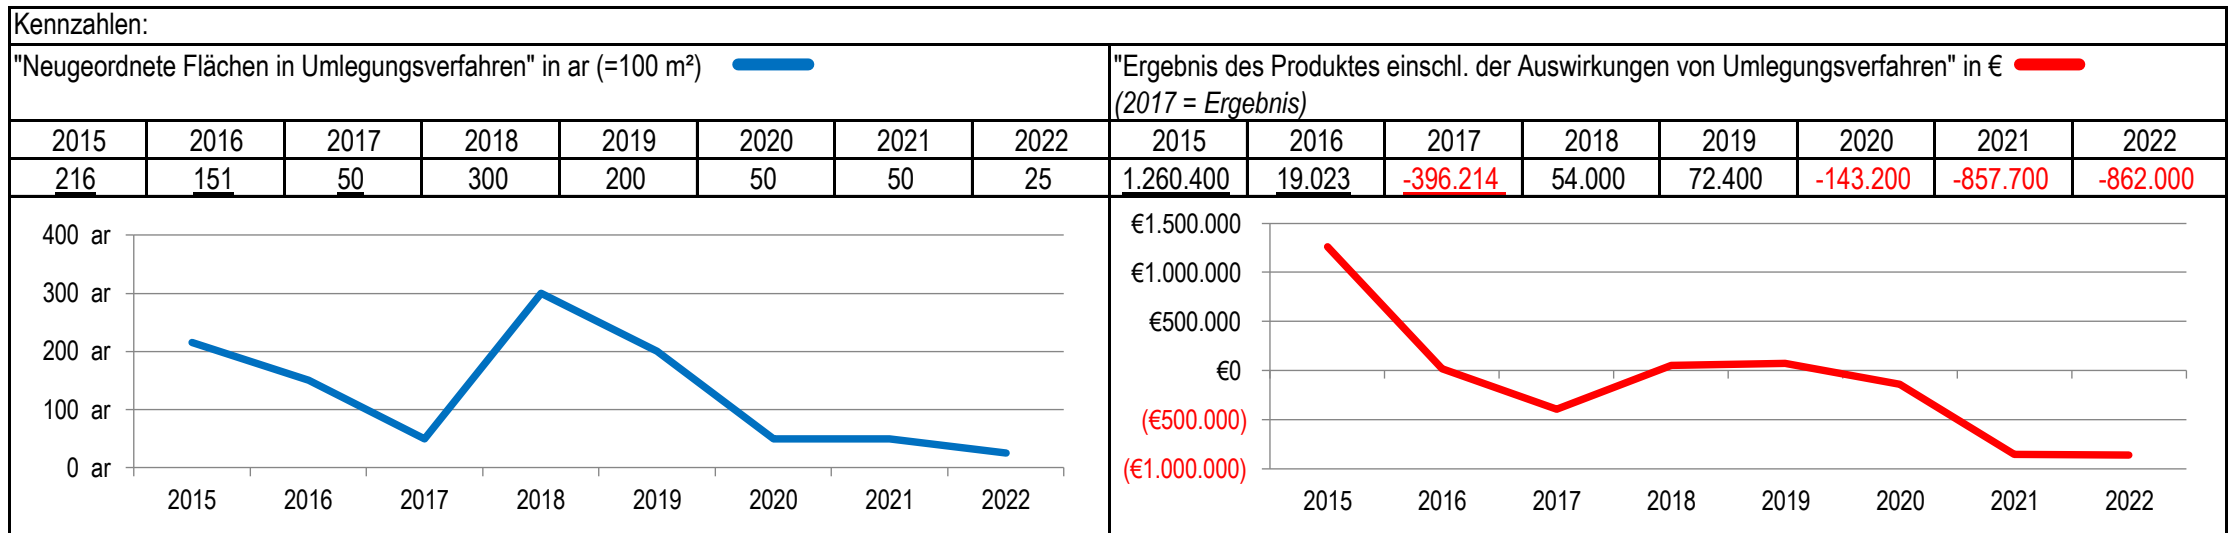 Kennzahlen:
"Neugeordnete Flächen in Umlegungsverfahren" in ar (=100 m²)
"Ergebnis des Produktes einschl. der Auswirkungen von Umlegungsverfahren" in €
(2017 = Ergebnis)
2015 2016 2017 2018 2019 2020 2021 2022 2015 2016 2017 2018 2019 2020 2021 2022
216 151 50 300 200 50 50 25 1.260.400 19.023 -396.214 54.000 72.400 -143.200 -857.700 -862.000
400 ar
300 ar
200 ar
100 ar
0 ar
2015 2016 2017 2018 2019 2020 2021 2022
€1.500.000
€1.000.000
€500.000
€0
(€500.000)
(€1.000.000)
2015 2016 2017 2018 2019 2020 2021 2022